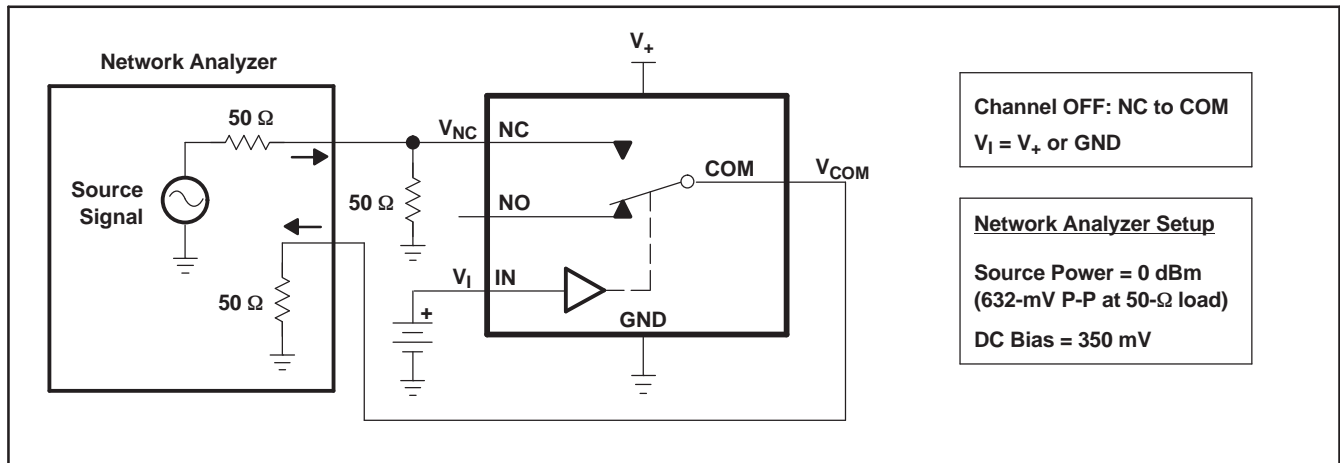 V+
Network Analyzer
50 Ω
VNC
NC
Source
Signal
50 Ω
NO
COM
VCOM
50 Ω
VI
IN
+
GND
Channel OFF: NC to COM
VI = V+ or GND
Network Analyzer Setup
Source Power = 0 dBm
(632-mV P-P at 50-Ω load)
DC Bias = 350 mV